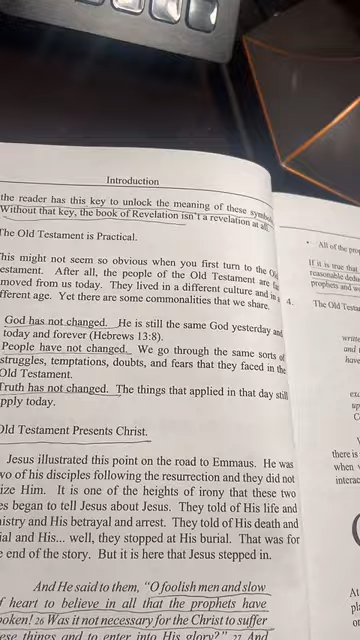 Introduction
the reader has this key to unlock the meaning of these symbols
Without that key, the book of Revelation isn't a revelation at all.
The Old Testament is Practical.
This might not seem so obvious when you first turn to the Old
estament. After all, the people of the Old Testament are far
moved from us today. They lived in a different culture and in a
fferent age. Yet there are some commonalities that we share.
God has not changed. He is still the same God yesterday and
today and forever (Hebrews 13:8).
People have not changed. We go through the same sorts of
struggles, temptations, doubts, and fears that they faced in the
Old Testament.
Truth has not changed. The things that applied in that day still
pply today.
Old Testament Presents Christ.
Jesus illustrated this point on the road to Emmaus. He was
wo of his disciples following the resurrection and they did not
ize Him. It is one of the heights of irony that these two
es began to tell Jesus about Jesus. They told of His life and
istry and His betrayal and arrest. They told of His death and
ial and His... well, they stopped at His burial. That was for
e end of the story. But it is here that Jesus stepped in.
And He said to them, "O foolish men and slow
f heart to believe in all that the prophets have
poken! 26 Was it not necessary for the Christ to suffer
ese things and to enter into His glory?" 27 And
• All of the pro
If it is true that
reasonable dedu
prophets and w
4. The Old Testa
write
and t
have
exc
up
C
there is
when
interac
At
pl
o